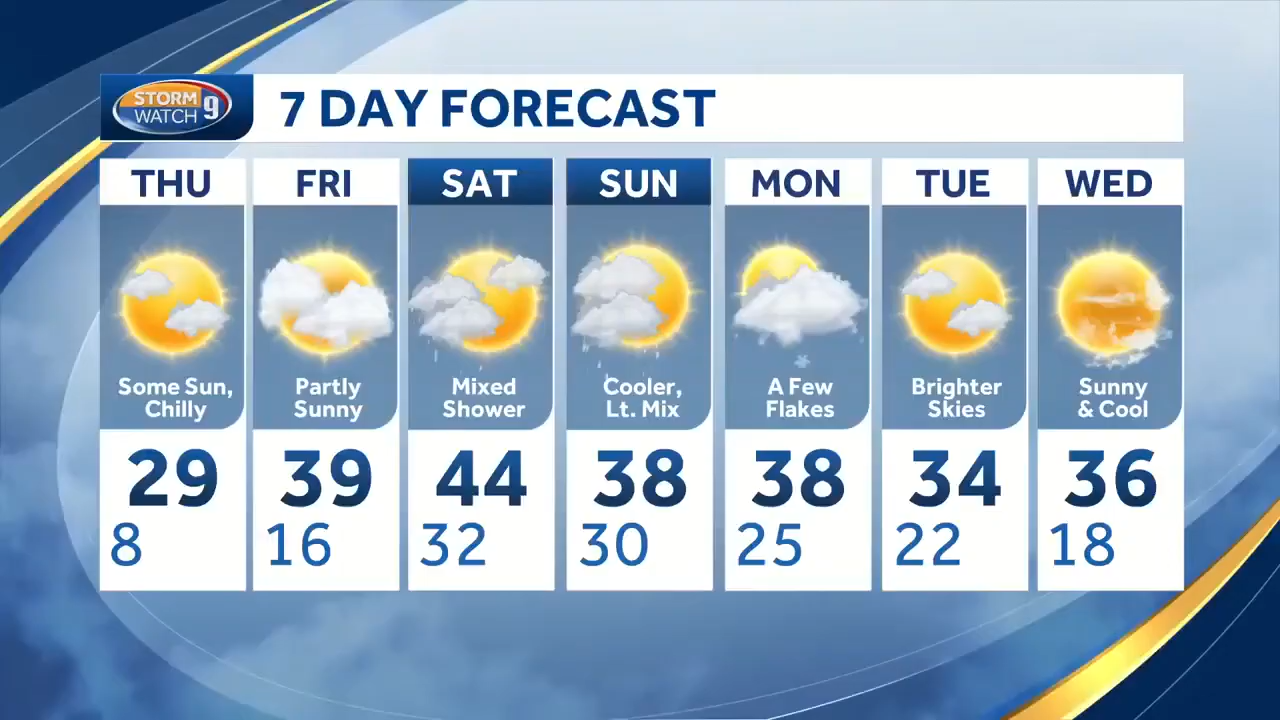 STORM
WATCH 9
7 DAY FORECAST
THU
Some Sun,
Chilly
29
8
FRI
Partly
Sunny
39
16
SAT
Mixed
Shower
44
32
SUN
Cooler,
Lt. Mix
38
30
MON
A Few
Flakes
38
25
TUE
Brighter
Skies
34
22
WED
Sunny
& Cool
36
18